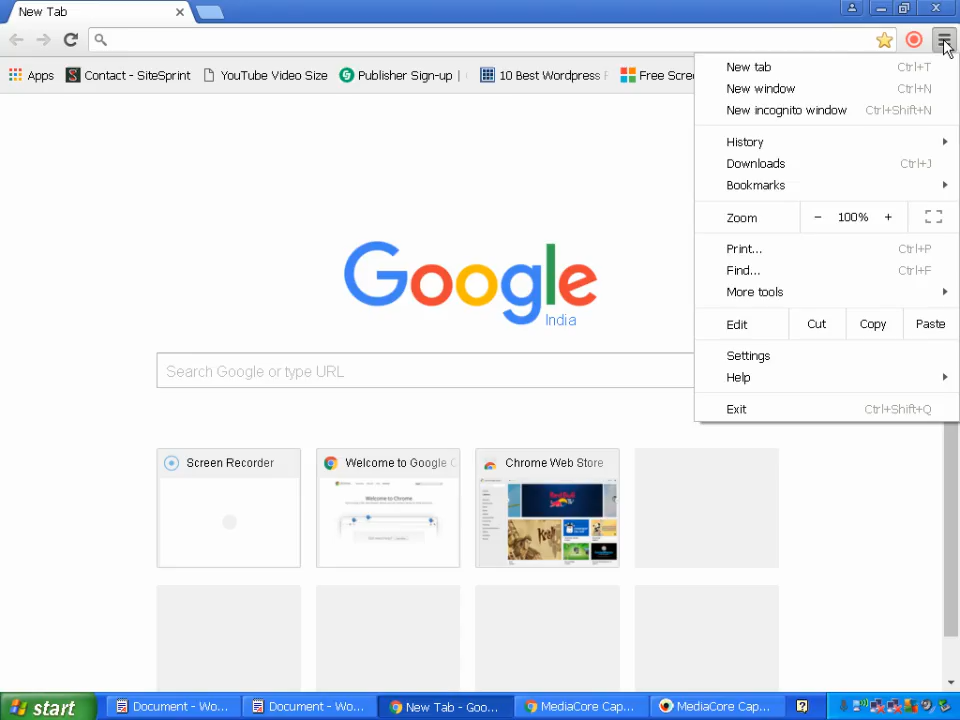 New Tab
Apps
Contact - SiteSprint
YouTube Video Size
Publisher Sign-up |
10 Best Wordpress
Free Scre
New tab Ctrl+T
New window Ctrl+N
New incognito window Ctrl+Shift+N
History
Downloads Ctrl+J
Bookmarks
Zoom − 100% +
Print... Ctrl+P
Find... Ctrl+F
More tools
Edit Cut Copy Paste
Settings
Help
Exit Ctrl+Shift+Q
Google
India
Search Google or type URL
Screen Recorder
Welcome to Google C
Chrome Web Store
Welcome to Chrome
start
Document - Wo...
Document - Wo...
New Tab - Goo...
MediaCore Cap...
MediaCore Cap...